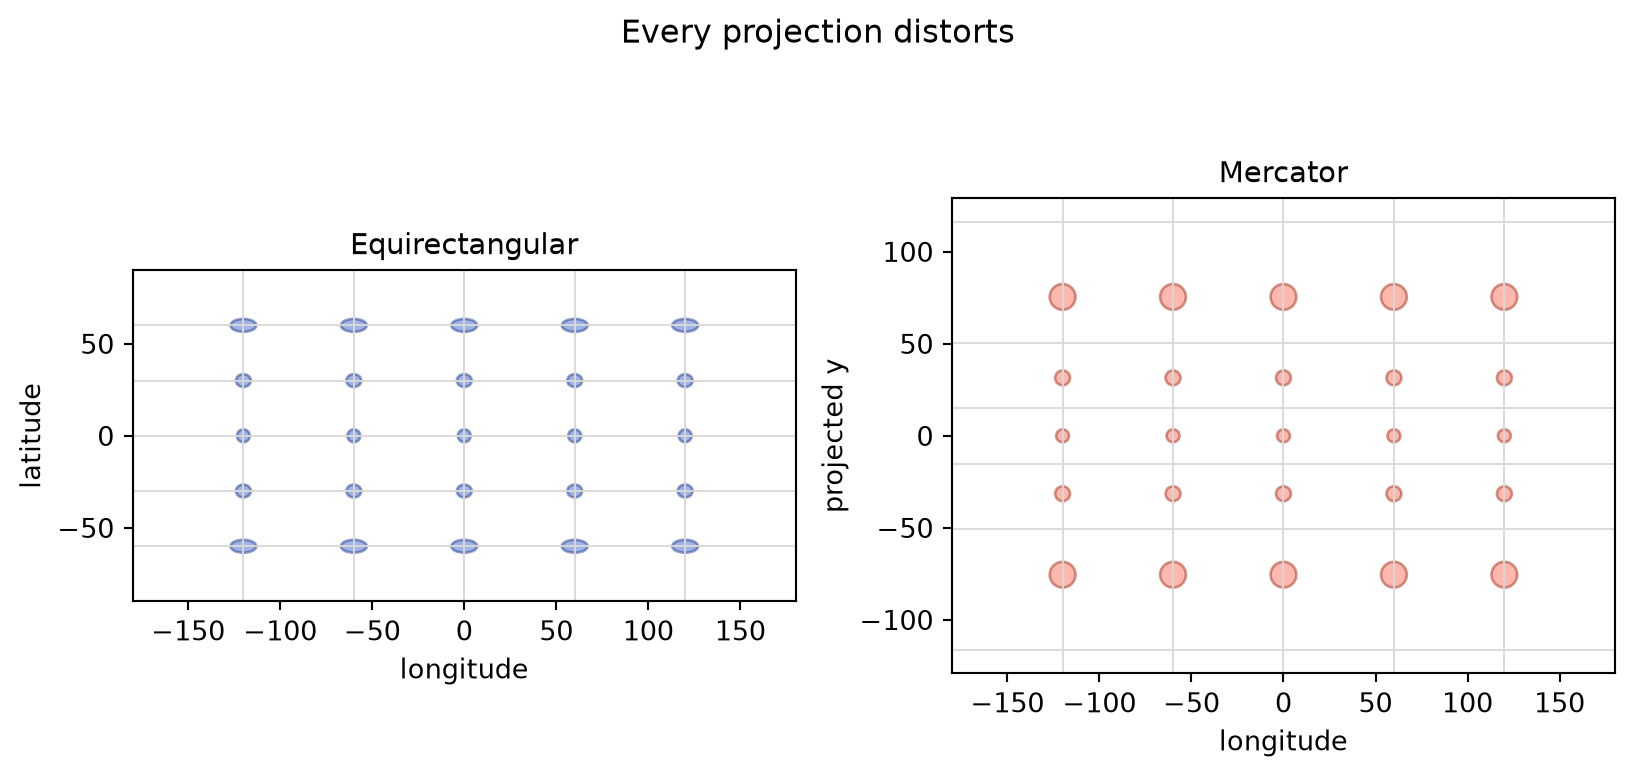 Every projection distorts
Equirectangular
latitude
50
0
−50
−150 −100 −50 0 50 100 150
longitude
Mercator
projected y
100
50
0
−50
−100
−150 −100 −50 0 50 100 150
longitude